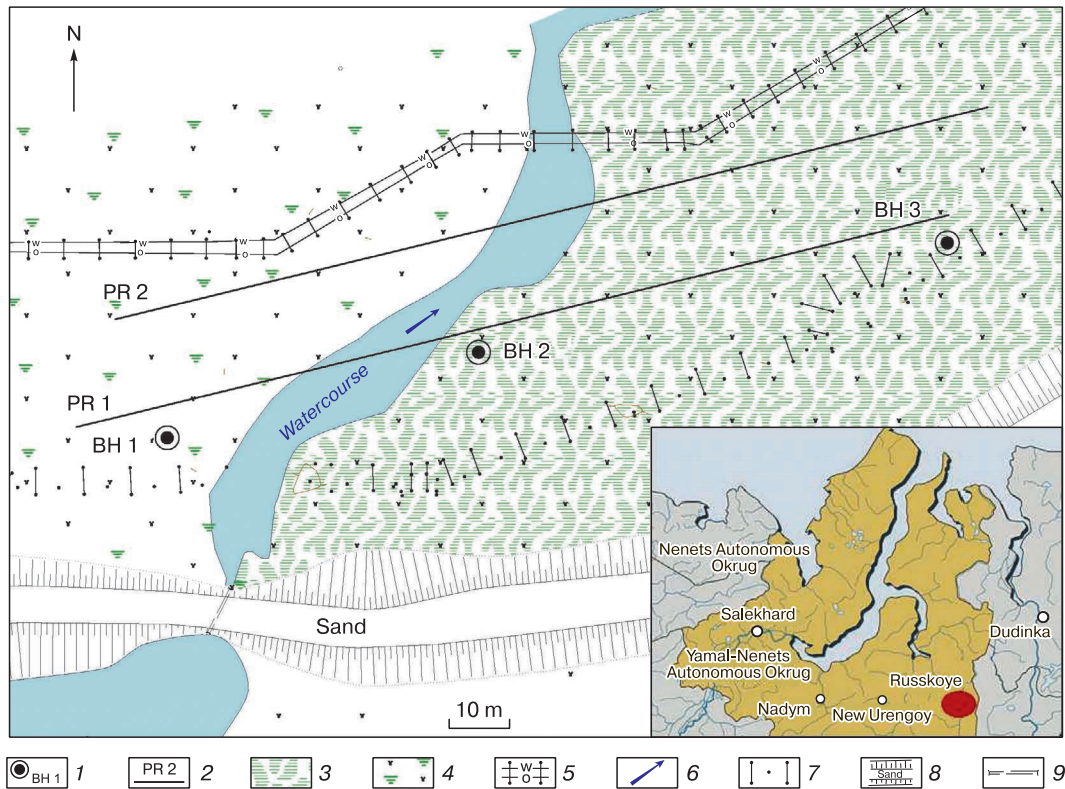 N
W
O
W
O
W
O
W
O
W
O
W
O
W
O
W
O
W
O
PR 2
BH 3
PR 1
BH 2
Watercourse
BH 1
Sand
10 m
Nenets Autonomous
Okrug
Salekhard
Yamal-Nenets
Autonomous Okrug
Nadym
New Urengoy
Russkoye
Dudinka
BH 1 1
PR 2 2
3
4
W
O
5
6
7
Sand 8
9